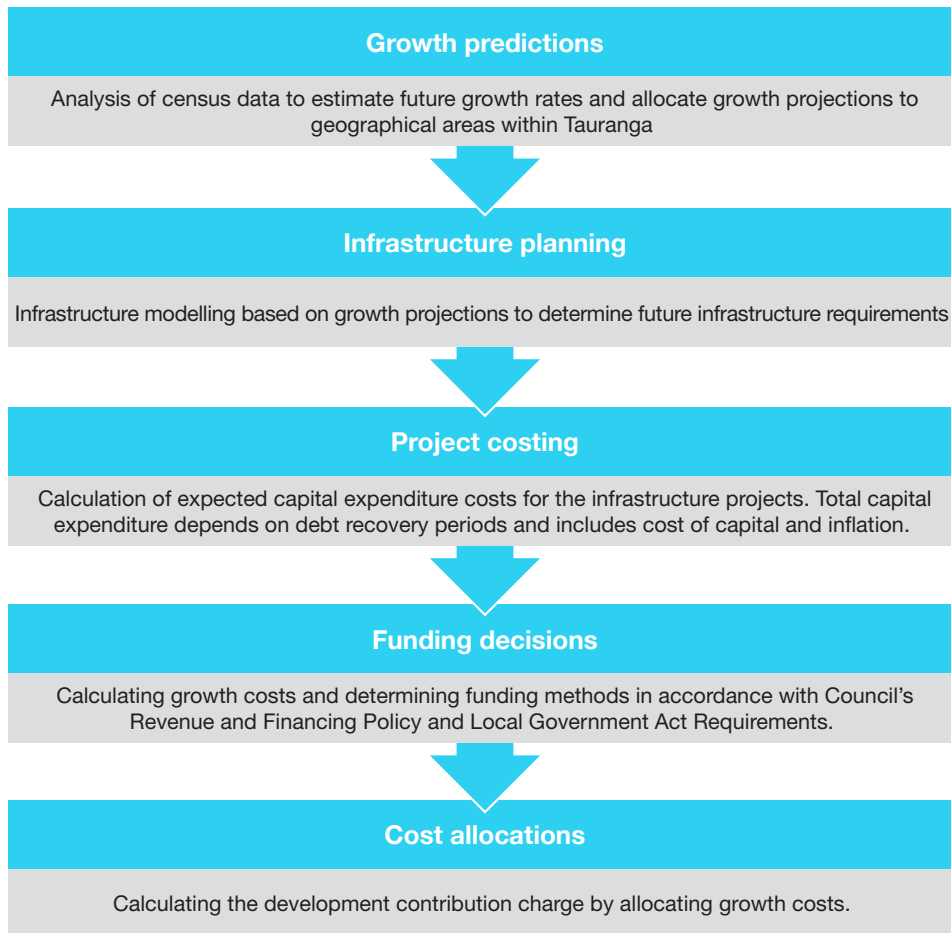 Growth predictions
Analysis of census data to estimate future growth rates and allocate growth projections to
geographical areas within Tauranga
Infrastructure planning
Infrastructure modelling based on growth projections to determine future infrastructure requirements
Project costing
Calculation of expected capital expenditure costs for the infrastructure projects. Total capital
expenditure depends on debt recovery periods and includes cost of capital and inflation.
Funding decisions
Calculating growth costs and determining funding methods in accordance with Council’s
Revenue and Financing Policy and Local Government Act Requirements.
Cost allocations
Calculating the development contribution charge by allocating growth costs.